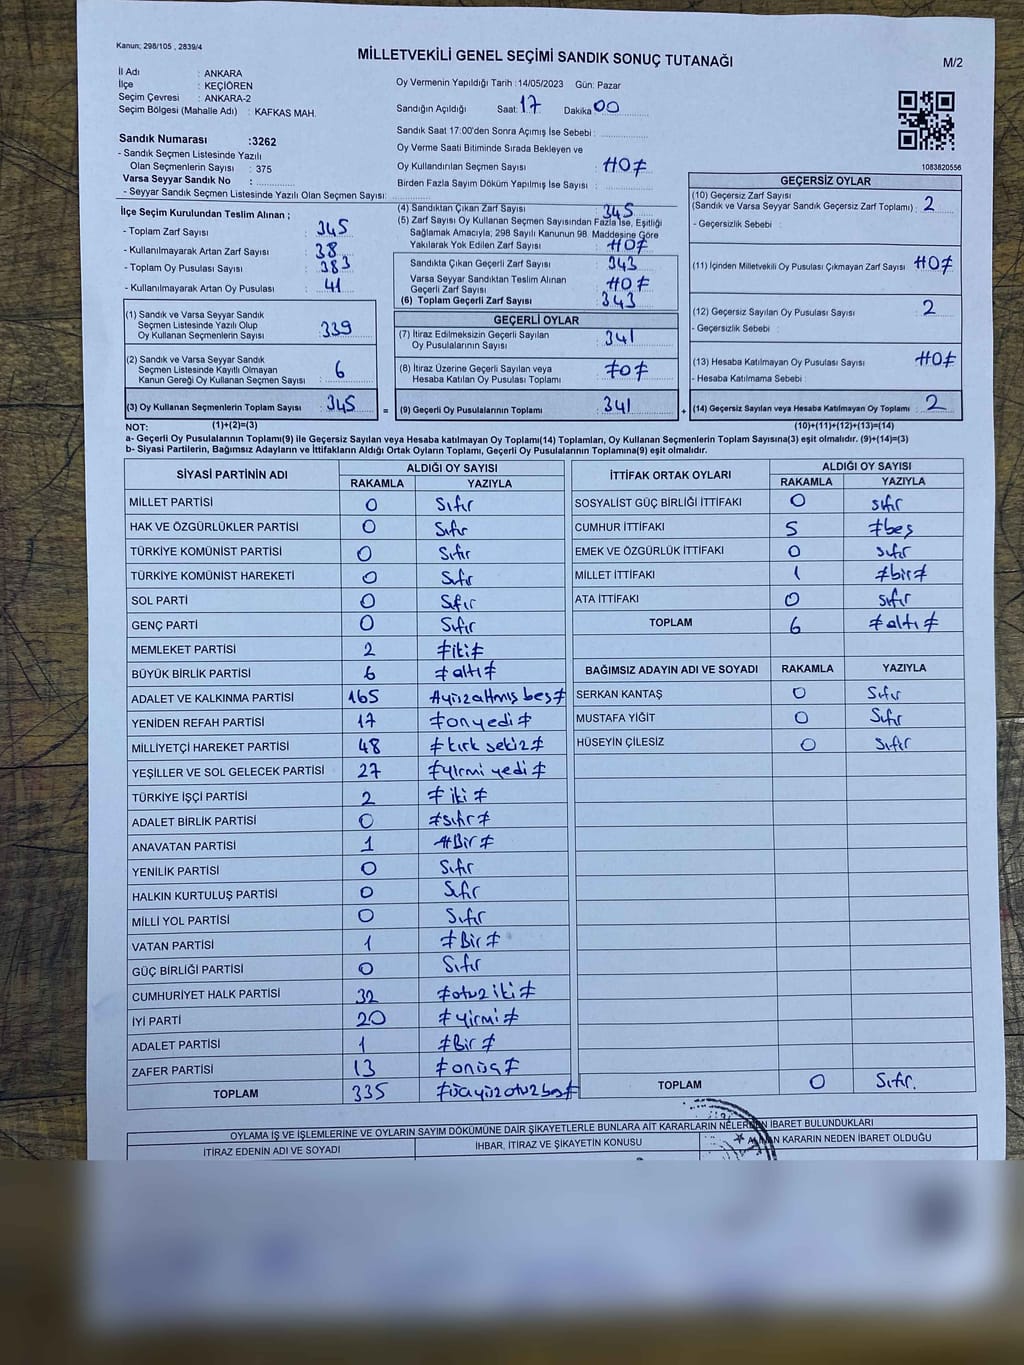 Kanun; 298/105 , 2839/4
MİLLETVEKİLİ GENEL SEÇİMİ SANDIK SONUÇ TUTANAĞI
M/2
İl Adı : ANKARA
İlçe : KEÇİÖREN
Seçim Çevresi : ANKARA-2
Seçim Bölgesi (Mahalle Adı) : KAFKAS MAH.
Oy Vermenin Yapıldığı Tarih : 14/05/2023 Gün: Pazar
Sandığın Açıldığı Saat: 17 Dakika 00
Sandık Saat 17:00'den Sonra Açımış İse Sebebi :
Sandık Numarası :3262
- Sandık Seçmen Listesinde Yazılı
Olan Seçmenlerin Sayısı : 375
Varsa Seyyar Sandık No :
- Seyyar Sandık Seçmen Listesinde Yazılı Olan Seçmen Sayısı:
Oy Verme Saati Bitiminde Sırada Bekleyen ve
Oy Kullandırılan Seçmen Sayısı : #0#
Birden Fazla Sayım Döküm Yapılmış İse Sayısı :
1083820556
İlçe Seçim Kurulundan Teslim Alınan ;
- Toplam Zarf Sayısı : 345
- Kullanılmayarak Artan Zarf Sayısı : 38
- Toplam Oy Pusulası Sayısı : 383
- Kullanılmayarak Artan Oy Pusulası : 41
(4) Sandıktan Çıkan Zarf Sayısı : 345
(5) Zarf Sayısı Oy Kullanan Seçmen Sayısından Fazla İse, Eşitliği
Sağlamak Amacıyla; 298 Sayılı Kanunun 98. Maddesine Göre
Yakılarak Yok Edilen Zarf Sayısı : #0#
Sandıkta Çıkan Geçerli Zarf Sayısı : 343
Varsa Seyyar Sandıktan Teslim Alınan
Geçerli Zarf Sayısı : #0#
(6) Toplam Geçerli Zarf Sayısı : 343
GEÇERSİZ OYLAR
(10) Geçersiz Zarf Sayısı
(Sandık ve Varsa Seyyar Sandık Geçersiz Zarf Toplamı) : 2
- Geçersizlik Sebebi :
(11) İçinden Milletvekili Oy Pusulası Çıkmayan Zarf Sayısı #0#
(12) Geçersiz Sayılan Oy Pusulası Sayısı : 2
- Geçersizlik Sebebi :
(13) Hesaba Katılmayan Oy Pusulası Sayısı : #0#
- Hesaba Katılmama Sebebi :
(14) Geçersiz Sayılan veya Hesaba Katılmayan Oy Toplamı : 2
(1) Sandık ve Varsa Seyyar Sandık
Seçmen Listesinde Yazılı Olup
Oy Kullanan Seçmenlerin Sayısı : 339
(2) Sandık ve Varsa Seyyar Sandık
Seçmen Listesinde Kayıtlı Olmayan
Kanun Gereği Oy Kullanan Seçmen Sayısı : 6
(3) Oy Kullanan Seçmenlerin Toplam Sayısı : 345 =
GEÇERLİ OYLAR
(7) İtiraz Edilmeksizin Geçerli Sayılan
Oy Pusulalarının Sayısı : 341
(8) İtiraz Üzerine Geçerli Sayılan veya
Hesaba Katılan Oy Pusulası Toplamı : #0#
(9) Geçerli Oy Pusulalarının Toplamı : 341 +
NOT: (1)+(2)=(3) (10)+(11)+(12)+(13)=(14)
a- Geçerli Oy Pusulalarının Toplamı(9) ile Geçersiz Sayılan veya Hesaba katılmayan Oy Toplamı(14) Toplamları, Oy Kullanan Seçmenlerin Toplam Sayısına(3) eşit olmalıdır. (9)+(14)=(3)
b- Siyasi Partilerin, Bağımsız Adayların ve İttifakların Aldığı Ortak Oyların Toplamı, Geçerli Oy Pusulalarının Toplamına(9) eşit olmalıdır.
SİYASİ PARTİNİN ADI ALDIĞI OY SAYISI
RAKAMLA YAZIYLA
MİLLET PARTİSİ 0 Sıfır
HAK VE ÖZGÜRLÜKLER PARTİSİ 0 Sıfır
TÜRKİYE KOMÜNİST PARTİSİ 0 Sıfır
TÜRKİYE KOMÜNİST HAREKETİ 0 Sıfır
SOL PARTİ 0 Sıfır
GENÇ PARTİ 0 Sıfır
MEMLEKET PARTİSİ 2 #iki#
BÜYÜK BİRLİK PARTİSİ 6 #altı#
ADALET VE KALKINMA PARTİSİ 165 #yüzaltmış beş#
YENİDEN REFAH PARTİSİ 17 #onyedi#
MİLLİYETÇİ HAREKET PARTİSİ 48 #kırk sekiz#
YEŞİLLER VE SOL GELECEK PARTİSİ 27 #yirmi yedi#
TÜRKİYE İŞÇİ PARTİSİ 2 #iki#
ADALET BİRLİK PARTİSİ 0 #sıfır#
ANAVATAN PARTİSİ 1 #Bir#
YENİLİK PARTİSİ 0 Sıfır
HALKIN KURTULUŞ PARTİSİ 0 Sıfır
MİLLİ YOL PARTİSİ 0 Sıfır
VATAN PARTİSİ 1 #Bir#
GÜÇ BİRLİĞİ PARTİSİ 0 Sıfır
CUMHURİYET HALK PARTİSİ 32 #otuz iki#
İYİ PARTİ 20 #yirmi#
ADALET PARTİSİ 1 #Bir#
ZAFER PARTİSİ 13 #onüç#
TOPLAM 335 #üçyüzotuzbeş#
İTTİFAK ORTAK OYLARI ALDIĞI OY SAYISI
RAKAMLA YAZIYLA
SOSYALİST GÜÇ BİRLİĞİ İTTİFAKI 0 sıfır
CUMHUR İTTİFAKI 5 #beş
EMEK VE ÖZGÜRLÜK İTTİFAKI 0 sıfır
MİLLET İTTİFAKI 1 #bir#
ATA İTTİFAKI 0 sıfır
TOPLAM 6 #altı#
BAĞIMSIZ ADAYIN ADI VE SOYADI RAKAMLA YAZIYLA
SERKAN KANTAŞ 0 Sıfır
MUSTAFA YİĞİT 0 Sıfır
HÜSEYİN ÇİLESİZ 0 Sıfır
TOPLAM 0 Sıfır.
OYLAMA İŞ VE İŞLEMLERİNE VE OYLARIN SAYIM DÖKÜMÜNE DAİR ŞİKAYETLERLE BUNLARA AİT KARARLARIN NELERDEN İBARET BULUNDUKLARI
İTİRAZ EDENİN ADI VE SOYADI İHBAR, İTİRAZ VE ŞİKAYETİN KONUSU ALINAN KARARIN NEDEN İBARET OLDUĞU